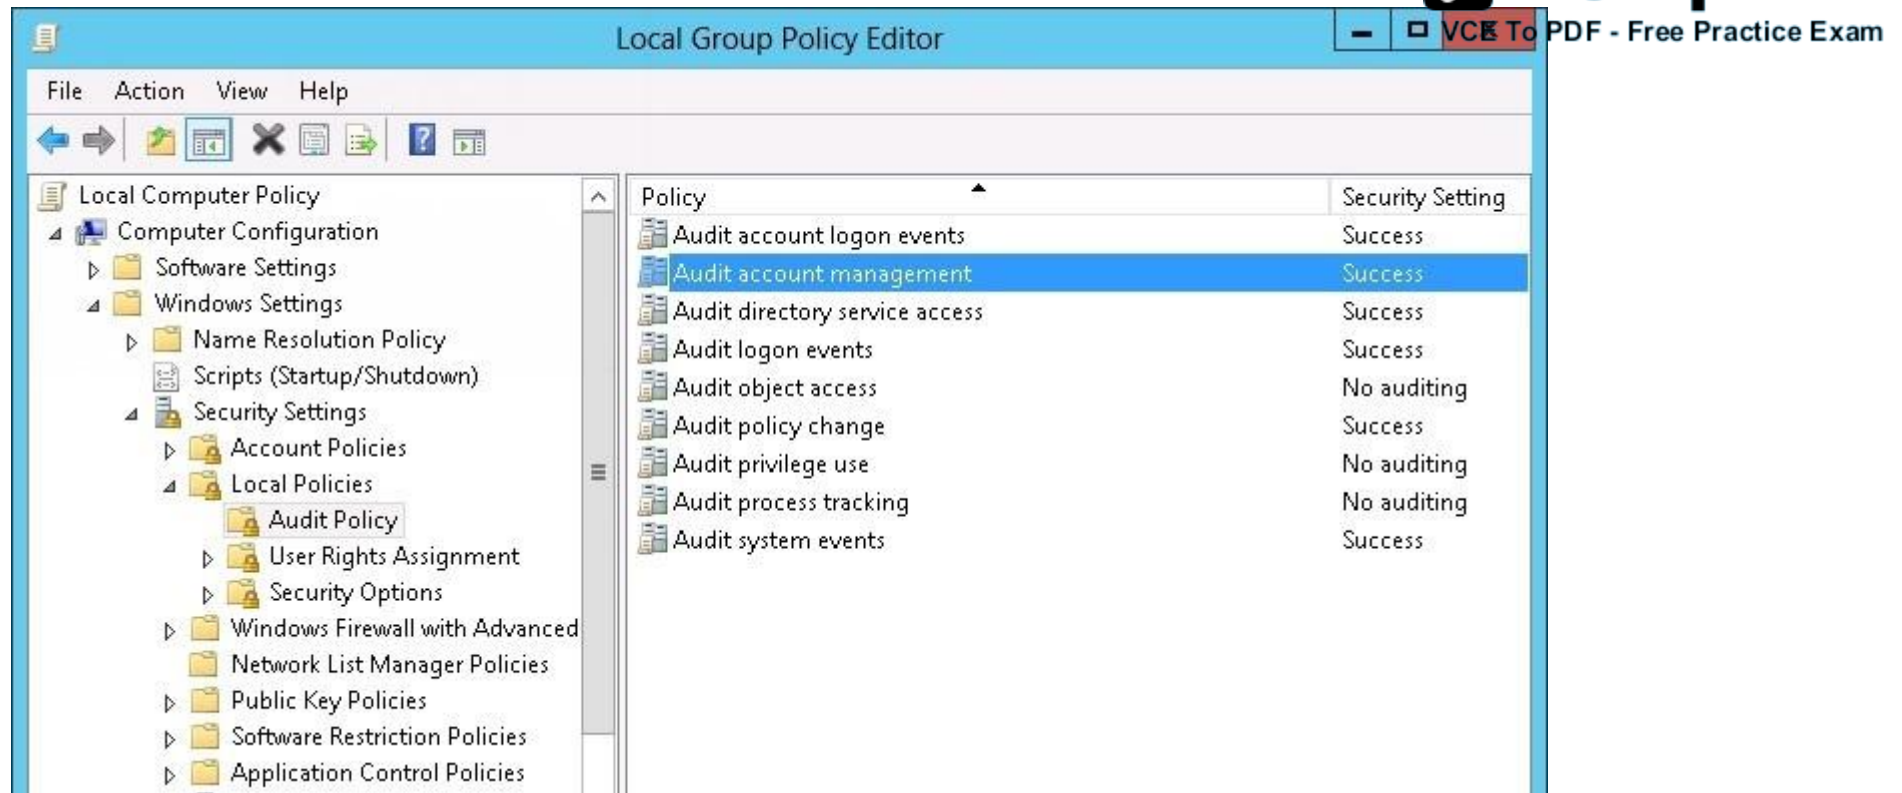 Local Group Policy Editor
VCE To PDF - Free Practice Exam
File Action View Help
Local Computer Policy
Computer Configuration
Software Settings
Windows Settings
Name Resolution Policy
Scripts (Startup/Shutdown)
Security Settings
Account Policies
Local Policies
Audit Policy
User Rights Assignment
Security Options
Windows Firewall with Advanced
Network List Manager Policies
Public Key Policies
Software Restriction Policies
Application Control Policies
Policy Security Setting
Audit account logon events Success
Audit account management Success
Audit directory service access Success
Audit logon events Success
Audit object access No auditing
Audit policy change Success
Audit privilege use No auditing
Audit process tracking No auditing
Audit system events Success